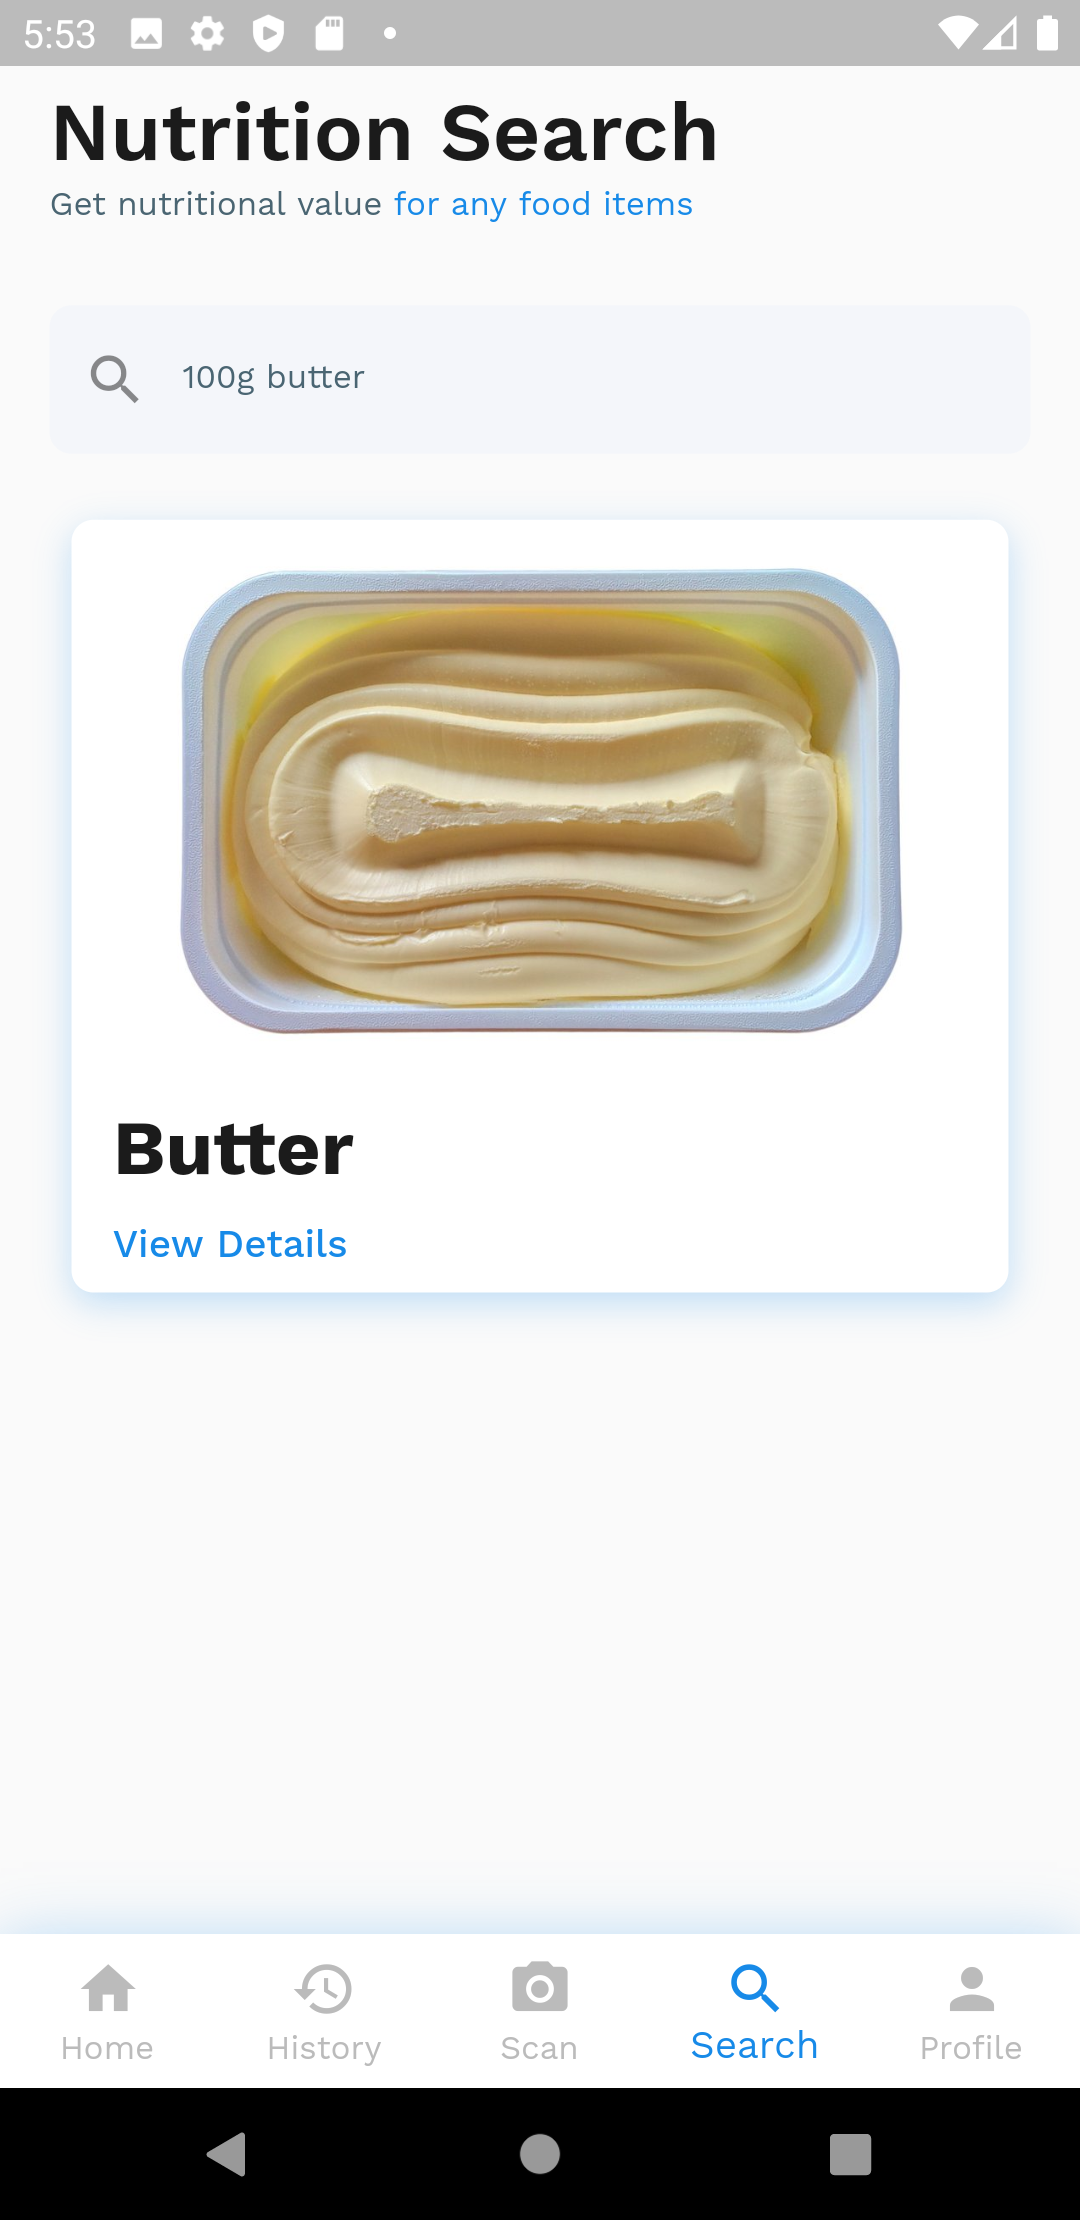 5:53
Nutrition Search
Get nutritional value for any food items
100g butter
Butter
View Details
Home
History
Scan
Search
Profile